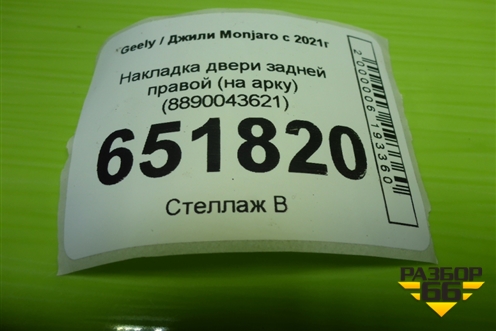 Geely / Джили Monjaro с 2021г
Накладка двери задней
правой (на арку)
(8890043621)
651820
Стеллаж В
2000006193360
РАЗБОР
66